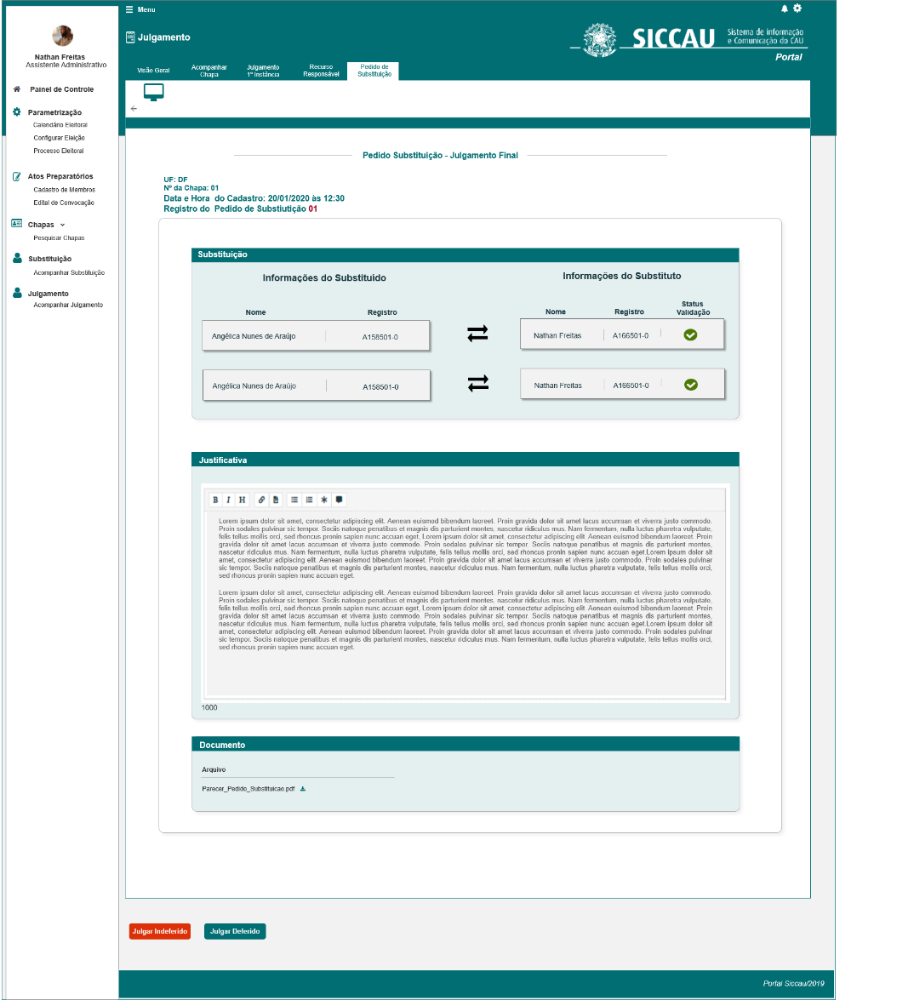 Menu
Julgamento
SICCAU
Sistema de informação
e Comunicação do CAU
Portal
Nathan Freitas
Assistente Administrativo
Painel de Controle
Parametrização
Calendário Eleitoral
Configurar Eleição
Processo Eleitoral
Atos Preparatórios
Cadastro de Membros
Edital de Convocação
Chapas
Pesquisar Chapas
Substituição
Acompanhar Substituição
Julgamento
Acompanhar Julgamento
Visão Geral
Acompanhar
Chapa
Julgamento
1ª Instância
Recurso
Responsável
Pedido de
Substituição
Pedido Substituição - Julgamento Final
UF: DF
Nº da Chapa: 01
Data e Hora do Cadastro: 20/01/2020 às 12:30
Registro do Pedido de Substiutição 01
Substituição
Informações do Substituído
Informações do Substituto
Nome Registro
Nome Registro Status
Validação
Angélica Nunes de Araújo A158501-0
Nathan Freitas A166501-0
Angélica Nunes de Araújo A158501-0
Nathan Freitas A166501-0
Justificativa
B I H
Lorem ipsum dolor sit amet, consectetur adipiscing elit. Aenean euismod bibendum laoreet. Proin gravida dolor sit amet lacus accumsan et viverra justo commodo.
Proin sodales pulvinar sic tempor. Sociis natoque penatibus et magnis dis parturient montes, nascetur ridiculus mus. Nam fermentum, nulla luctus pharetra vulputate,
felis tellus mollis orci, sed rhoncus pronin sapien nunc accuan eget. Lorem ipsum dolor sit amet, consectetur adipiscing elit. Aenean euismod bibendum laoreet. Proin
gravida dolor sit amet lacus accumsan et viverra justo commodo. Proin sodales pulvinar sic tempor. Sociis natoque penatibus et magnis dis parturient montes,
nascetur ridiculus mus. Nam fermentum, nulla luctus pharetra vulputate, felis tellus mollis orci, sed rhoncus pronin sapien nunc accuan eget.Lorem ipsum dolor sit
amet, consectetur adipiscing elit. Aenean euismod bibendum laoreet. Proin gravida dolor sit amet lacus accumsan et viverra justo commodo. Proin sodales pulvinar
sic tempor. Sociis natoque penatibus et magnis dis parturient montes, nascetur ridiculus mus. Nam fermentum, nulla luctus pharetra vulputate, felis tellus mollis orci,
sed rhoncus pronin sapien nunc accuan eget.
Lorem ipsum dolor sit amet, consectetur adipiscing elit. Aenean euismod bibendum laoreet. Proin gravida dolor sit amet lacus accumsan et viverra justo commodo.
Proin sodales pulvinar sic tempor. Sociis natoque penatibus et magnis dis parturient montes, nascetur ridiculus mus. Nam fermentum, nulla luctus pharetra vulputate,
felis tellus mollis orci, sed rhoncus pronin sapien nunc accuan eget. Lorem ipsum dolor sit amet, consectetur adipiscing elit. Aenean euismod bibendum laoreet. Proin
gravida dolor sit amet lacus accumsan et viverra justo commodo. Proin sodales pulvinar sic tempor. Sociis natoque penatibus et magnis dis parturient montes,
nascetur ridiculus mus. Nam fermentum, nulla luctus pharetra vulputate, felis tellus mollis orci, sed rhoncus pronin sapien nunc accuan eget.Lorem ipsum dolor sit
amet, consectetur adipiscing elit. Aenean euismod bibendum laoreet. Proin gravida dolor sit amet lacus accumsan et viverra justo commodo. Proin sodales pulvinar
sic tempor. Sociis natoque penatibus et magnis dis parturient montes, nascetur ridiculus mus. Nam fermentum, nulla luctus pharetra vulputate, felis tellus mollis orci,
sed rhoncus pronin sapien nunc accuan eget.
1000
Documento
Arquivo
Parecer_Pedido_Substituicao.pdf
Julgar Indeferido
Julgar Deferido
Portal Siccau/2019